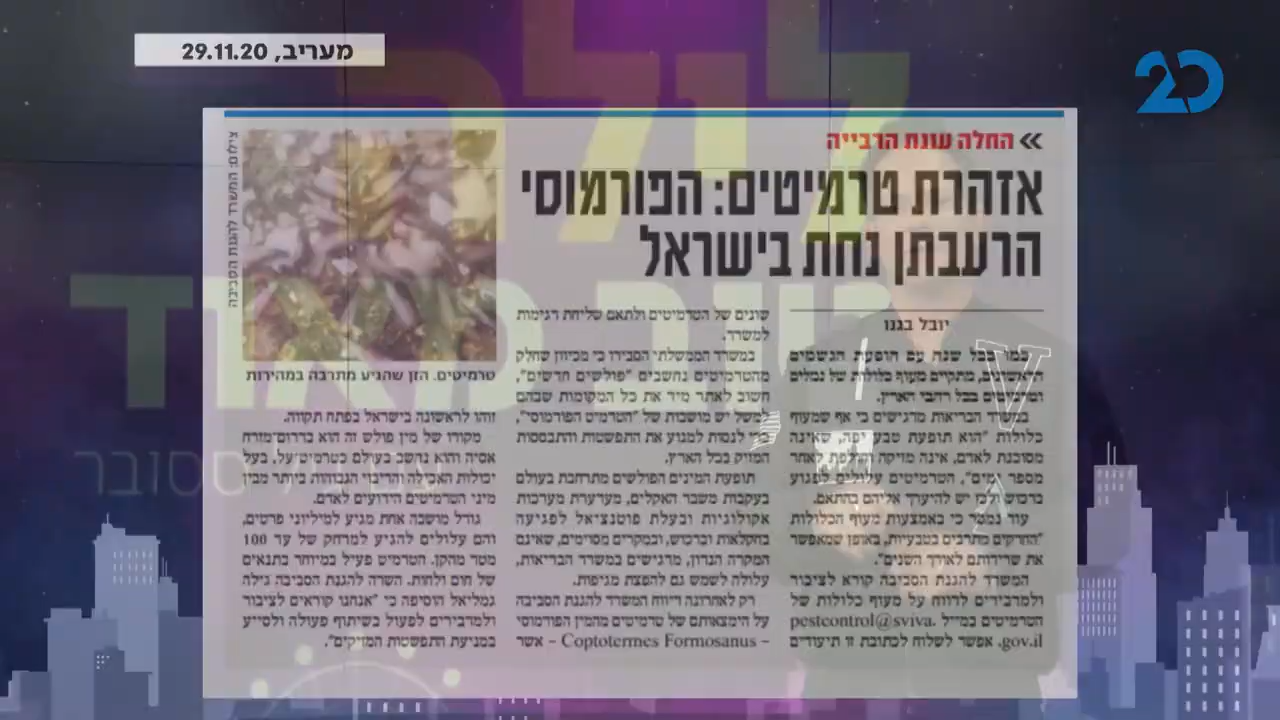 מעריב, 29.11.20
20
החלה עונת הרבייה
אזהרת טרמיטים: הפורמוסי
הרעבתן נחת בישראל
יובל בגנו
כמו בכל שנה עם הופעת הגשמים
הראשונים, מתקיים מעוף כלולות של נמלים
וטרמיטים בכל רחבי הארץ.
במשרד הבריאות מדגישים כי אף שמעוף
כלולות "הוא תופעת טבע יפה, שאינה
מסוכנת לאדם, אינה מזיקה וחולפת לאחר
מספר ימים", הטרמיטים עלולים לפגוע
ברכוש ולכן יש להיערך אליהם בהתאם.
עוד נמסר כי באמצעות מעוף הכלולות
"החרקים מתרבים בטבעיות, באופן שמאפשר
את שרידותם לאורך השנים".
המשרד להגנת הסביבה קורא לציבור
ולמדבירים לדווח על מעוף כלולות של
הטרמיטים במייל pestcontrol@sviva.
gov.il. אפשר לשלוח לכתובת זו תיעודים
שונים של הטרמיטים ולתאם שליחת דגימות
למשרד.
במשרד הממשלתי הסבירו כי מכיוון שחלק
מהטרמיטים נחשבים "פולשים חדשים",
חשוב לאתר מיד את כל המקומות שבהם
למשל יש מושבות של "הטרמיט הפורמוסי",
כדי לנסות למנוע את התפשטות והתבססות
המזיק בכל הארץ.
תופעת המינים הפולשים מתרחבת בעולם
בעקבות משבר האקלים, מערערת מערכות
אקולוגיות ובעלת פוטנציאל לפגיעה
בחקלאות וברכוש, ובמקרים מסוימים, שאינם
המקרה הנדון, מדגישים במשרד הבריאות,
עלולה לשמש גם להפצת מגיפות.
רק לאחרונה דיווח המשרד להגנת הסביבה
על הימצאותם של טרמיטים מהמין הפורמוסי
– Coptotermes Formosanus – אשר
צילום: המשרד להגנת הסביבה
טרמיטים. הזן שהגיע מתרבה במהירות
זוהו לראשונה בישראל בפתח תקווה.
מקורו של מין פולש זה הוא בדרום־מזרח
אסיה והוא נחשב בעולם כטרמיט־על, בעל
יכולות האכילה והריבוי הגבוהות ביותר מבין
מיני הטרמיטים הידועים לאדם.
גודל מושבה אחת מגיע למיליוני פרטים,
והם עלולים להגיע למרחק של עד 100
מטר מהקן. הטרמיט פעיל במיוחד בתנאים
של חום ולחות. השרה להגנת הסביבה גילה
גמליאל הוסיפה כי "אנחנו קוראים לציבור
ולמדבירים לפעול בשיתוף פעולה ולסייע
במניעת התפשטות המזיקים".